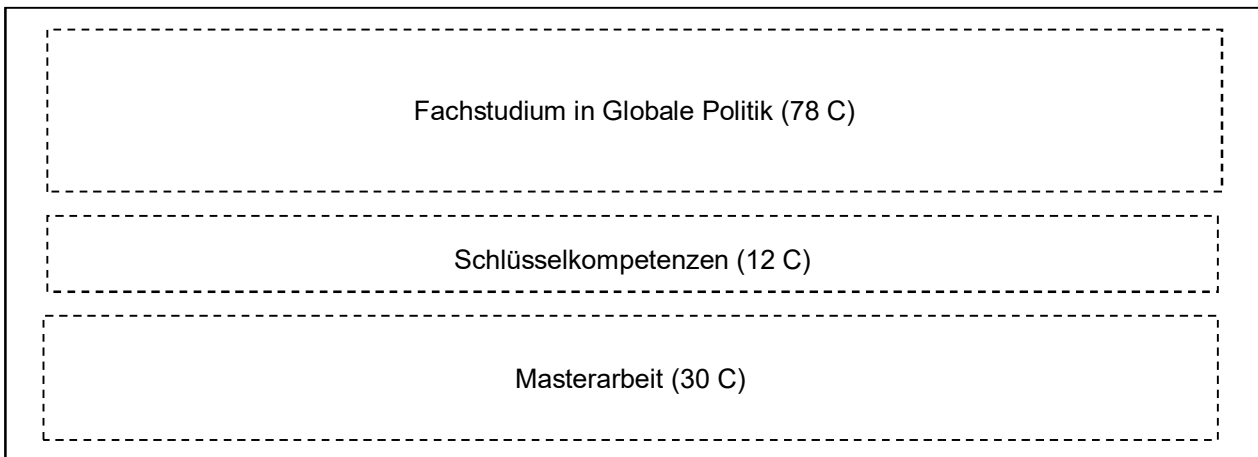 Fachstudium in Globale Politik (78 C)
Schlüsselkompetenzen (12 C)
Masterarbeit (30 C)